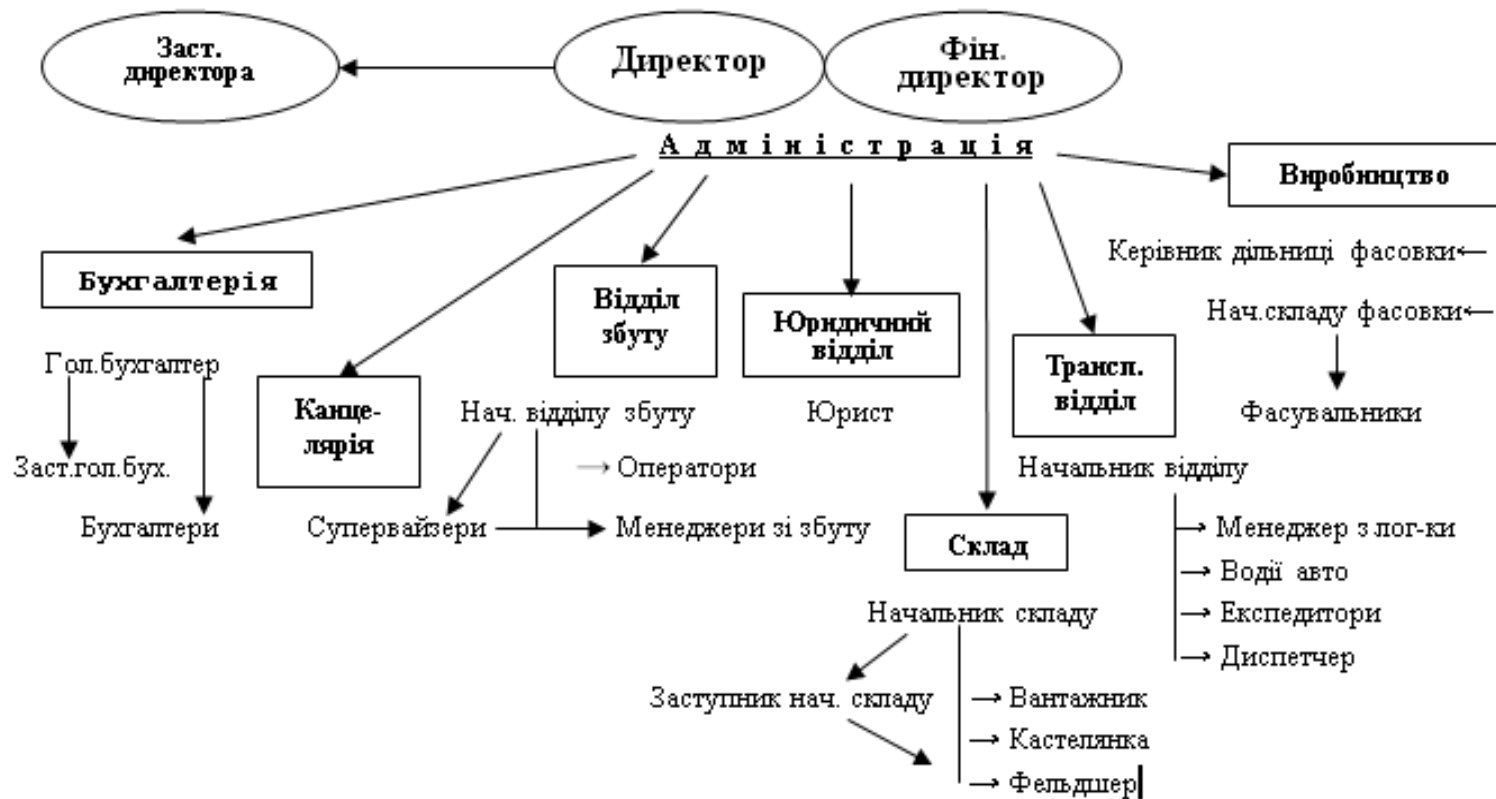 Заст.
директора
Директор
Фін.
директор
Адміністрація
Виробництво
Керівник дільниці фасовки
Нач.складу фасовки
Фасувальники
Бухгалтерія
Гол.бухгалтер
Заст.гол.бух.
Бухгалтери
Канце-
лярія
Відділ
збуту
Нач. відділу збуту
Оператори
Супервайзери
Менеджери зі збуту
Юридичний
відділ
Юрист
Трансп.
відділ
Начальник відділу
Менеджер з лог-ки
Водії авто
Експедитори
Диспетчер
Склад
Начальник складу
Заступник нач. складу
Вантажник
Кастелянка
Фельдшер